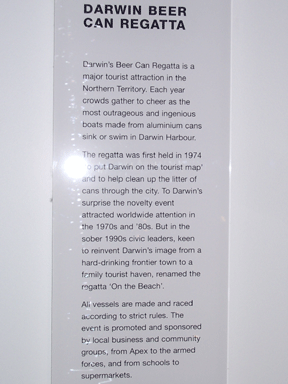 DARWIN BEER
CAN REGATTA
Darwin's Beer Can Regatta is a
major tourist attraction in the
Northern Territory. Each year
crowds gather to cheer as the
most outrageous and ingenious
boats made from aluminium cans
sink or swim in Darwin Harbour.
The regatta was first held in 1974
to put Darwin on the tourist map'
and to help clean up the litter of
cans through the city. To Darwin's
surprise the novelty event
attracted worldwide attention in
the 1970s and '80s. But in the
sober 1990s civic leaders, keen
to reinvent Darwin's image from a
hard-drinking frontier town to a
family tourist haven, renamed the
regatta 'On the Beach'.
All vessels are made and raced
according to strict rules. The
event is promoted and sponsored
by local business and community
groups, from Apex to the armed
forces, and from schools to
supermarkets.